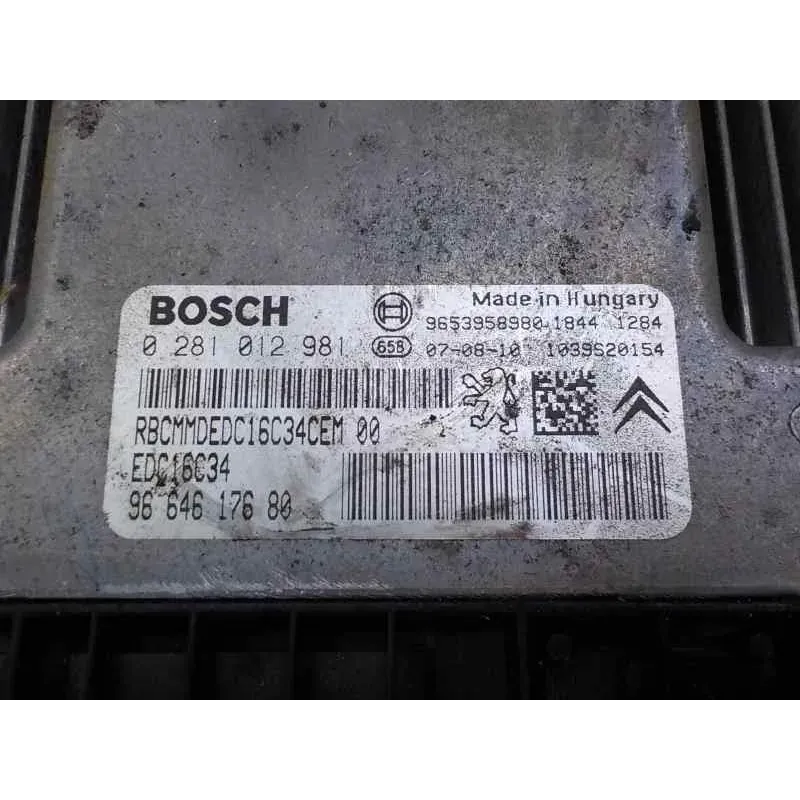 BOSCH
Made in Hungary
9653958980 1844 1284
0 281 012 981
658
07-08-10 1039S20154
RBCMMDEDC16C34CEM 00
EDC16C34
96 646 176 80